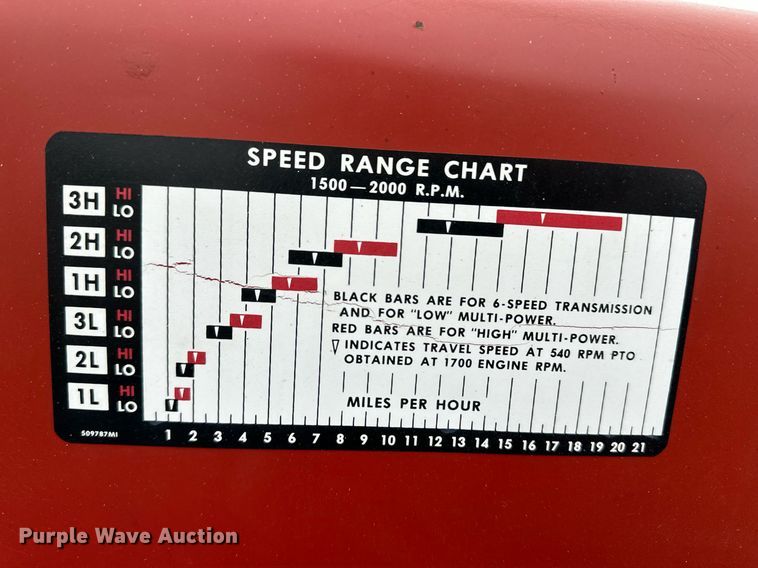 SPEED RANGE CHART
1500—2000 R.P.M.
3H HI LO
2H HI LO
1H HI LO
3L HI LO
2L HI LO
1L HI LO
BLACK BARS ARE FOR 6-SPEED TRANSMISSION
AND FOR "LOW" MULTI-POWER.
RED BARS ARE FOR "HIGH" MULTI-POWER.
INDICATES TRAVEL SPEED AT 540 RPM PTO
OBTAINED AT 1700 ENGINE RPM.
MILES PER HOUR
1 2 3 4 5 6 7 8 9 10 11 12 13 14 15 16 17 18 19 20 21
509787M1
Purple Wave Auction